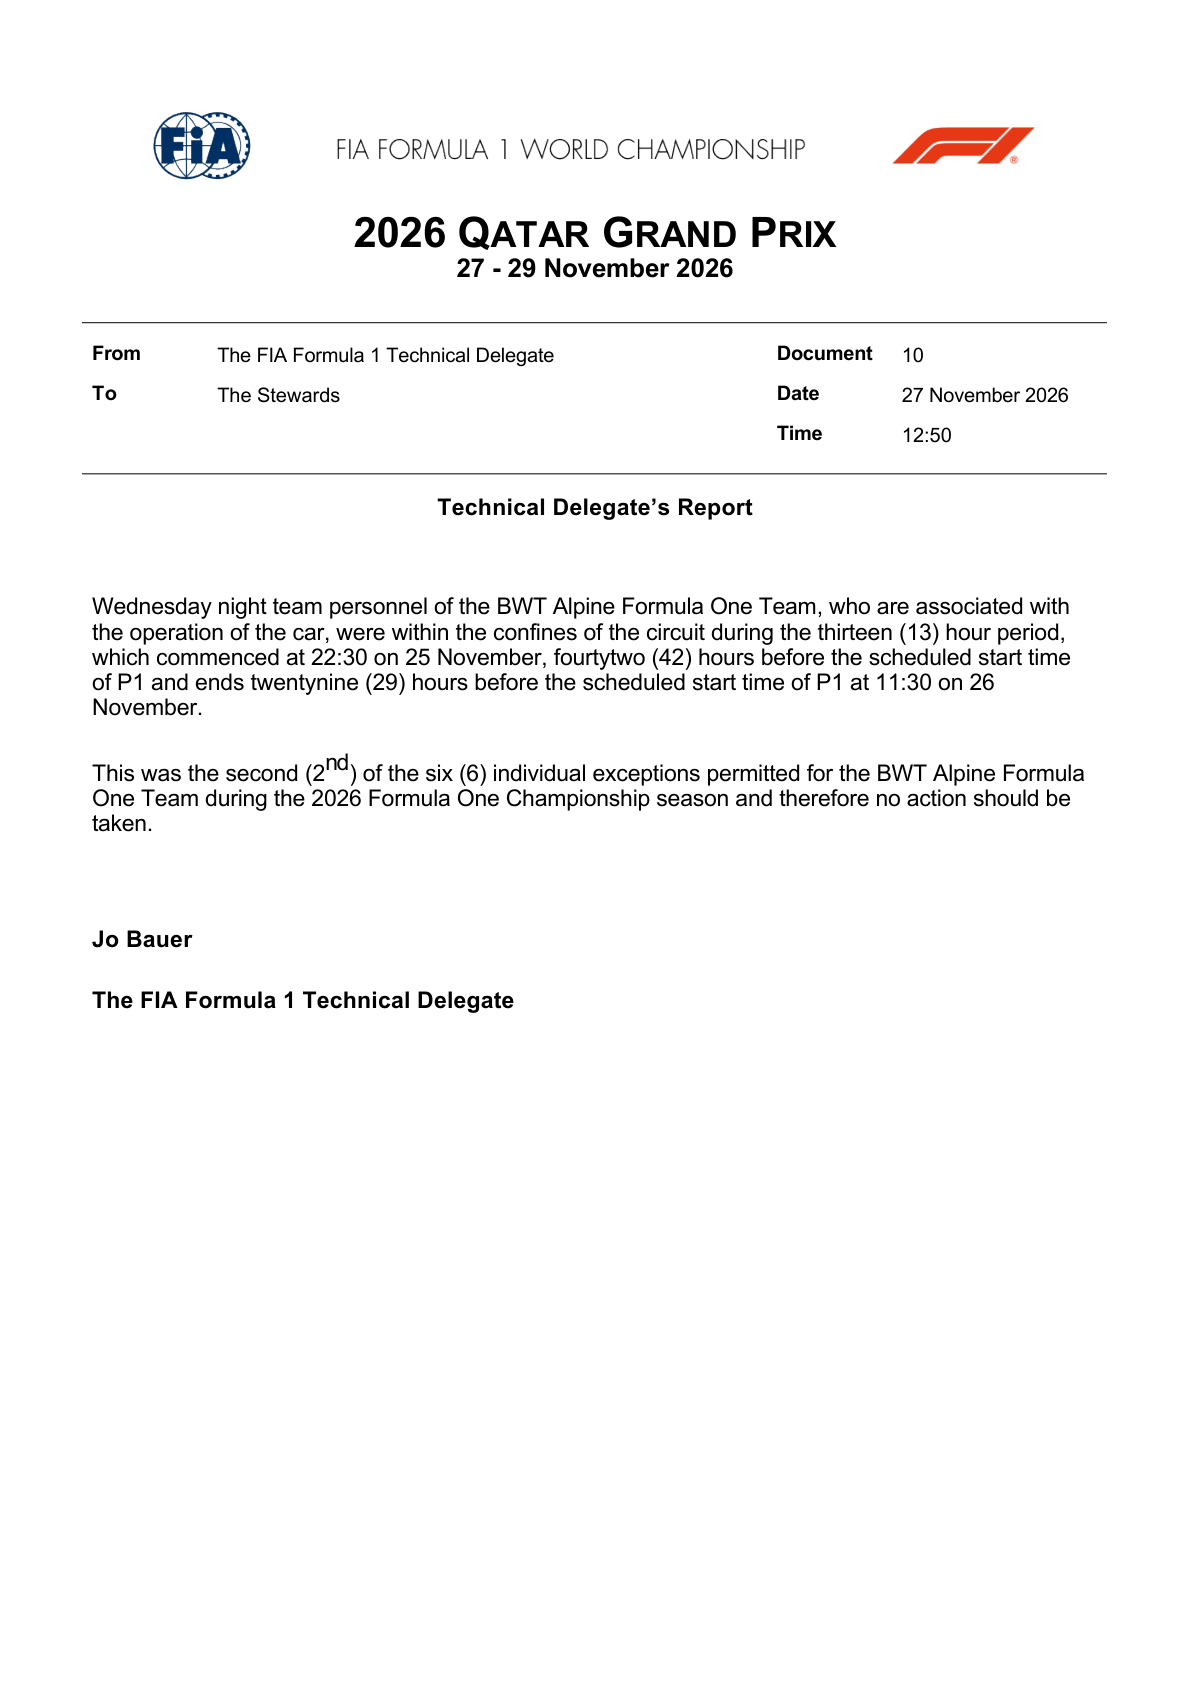 FIA
FIA FORMULA 1 WORLD CHAMPIONSHIP
F1®
2026 QATAR GRAND PRIX
27 - 29 November 2026
From The FIA Formula 1 Technical Delegate Document 10
To The Stewards Date 27 November 2026
Time 12:50
Technical Delegate’s Report
Wednesday night team personnel of the BWT Alpine Formula One Team, who are associated with
the operation of the car, were within the confines of the circuit during the thirteen (13) hour period,
which commenced at 22:30 on 25 November, fourtytwo (42) hours before the scheduled start time
of P1 and ends twentynine (29) hours before the scheduled start time of P1 at 11:30 on 26
November.
This was the second (2nd) of the six (6) individual exceptions permitted for the BWT Alpine Formula
One Team during the 2026 Formula One Championship season and therefore no action should be
taken.
Jo Bauer
The FIA Formula 1 Technical Delegate